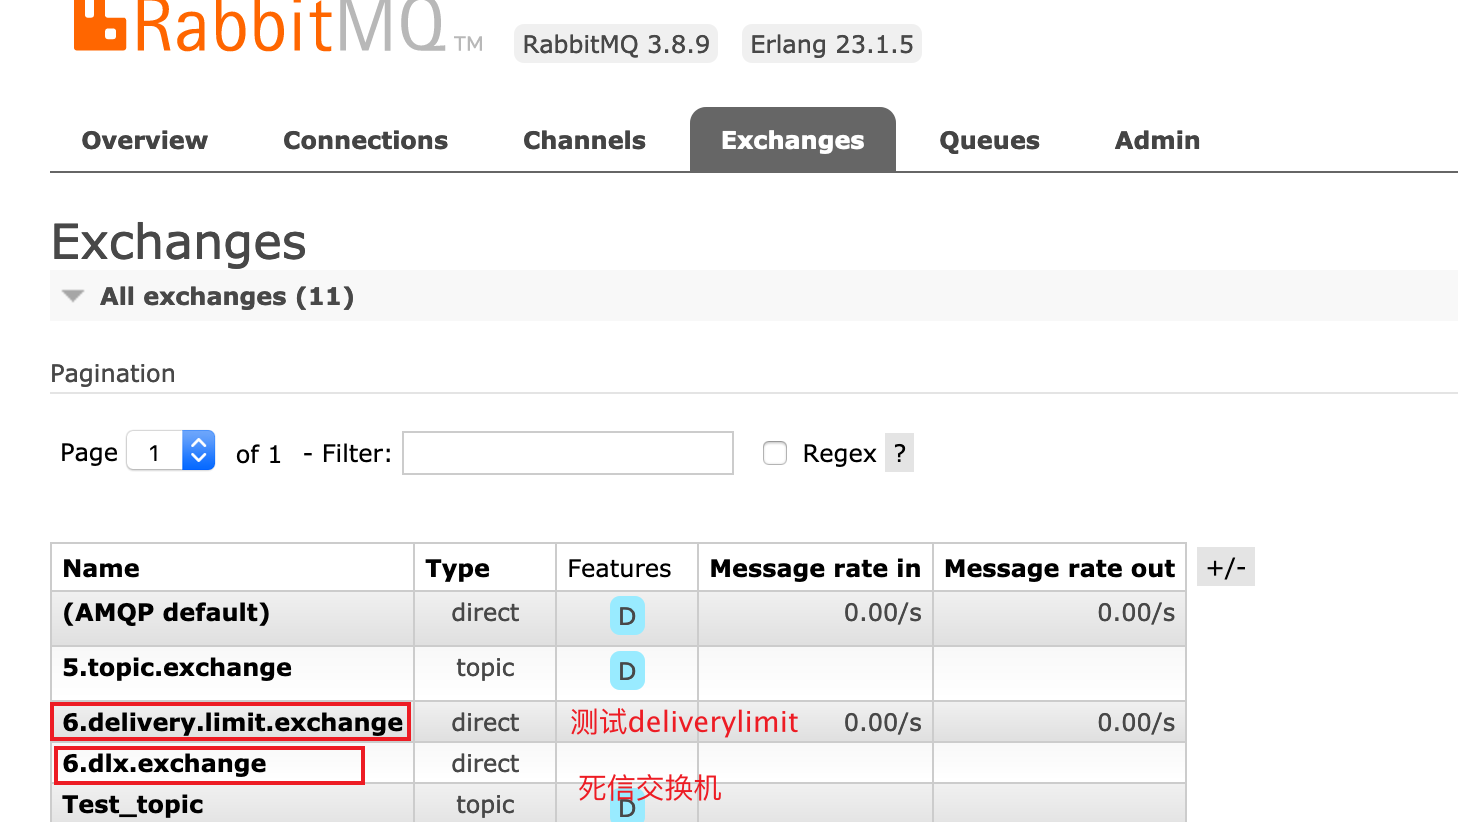 RabbitMQ TM RabbitMQ 3.8.9 Erlang 23.1.5
Overview Connections Channels Exchanges Queues Admin
Exchanges
All exchanges (11)
Pagination
Page 1 of 1 - Filter: Regex ?
Name Type Features Message rate in Message rate out +/-
(AMQP default) direct D 0.00/s 0.00/s
5.topic.exchange topic D
6.delivery.limit.exchange direct 测试deliverylimit 0.00/s 0.00/s
6.dlx.exchange direct
死信交换机
Test_topic topic D